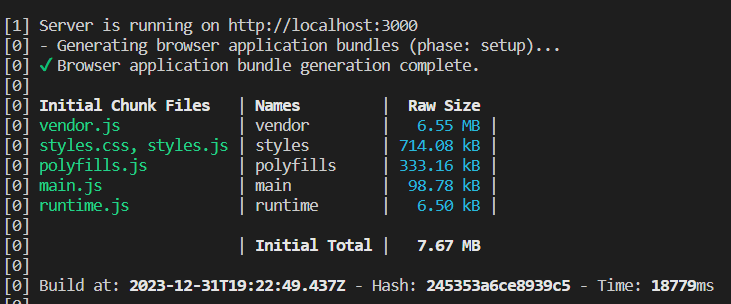 [1] Server is running on http://localhost:3000
[0] - Generating browser application bundles (phase: setup)...
[0] ✓ Browser application bundle generation complete.
[0]
[0] Initial Chunk Files | Names | Raw Size
[0] vendor.js | vendor | 6.55 MB |
[0] styles.css, styles.js | styles | 714.08 kB |
[0] polyfills.js | polyfills | 333.16 kB |
[0] main.js | main | 98.78 kB |
[0] runtime.js | runtime | 6.50 kB |
[0]
[0] | Initial Total | 7.67 MB
[0]
[0] Build at: 2023-12-31T19:22:49.437Z - Hash: 245353a6ce8939c5 - Time: 18779ms